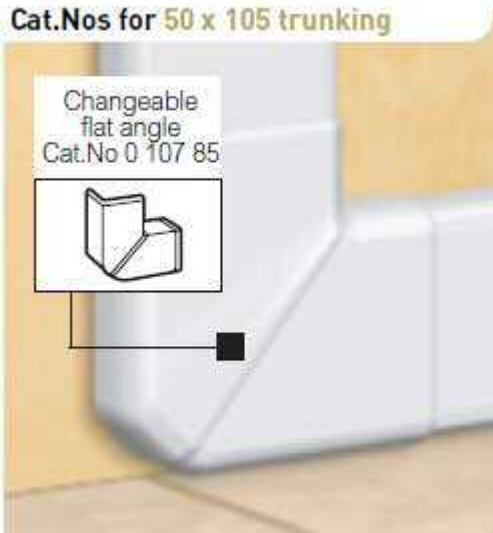 Cat.Nos for 50 x 105 trunking
Changeable
flat angle
Cat.No 0 107 85